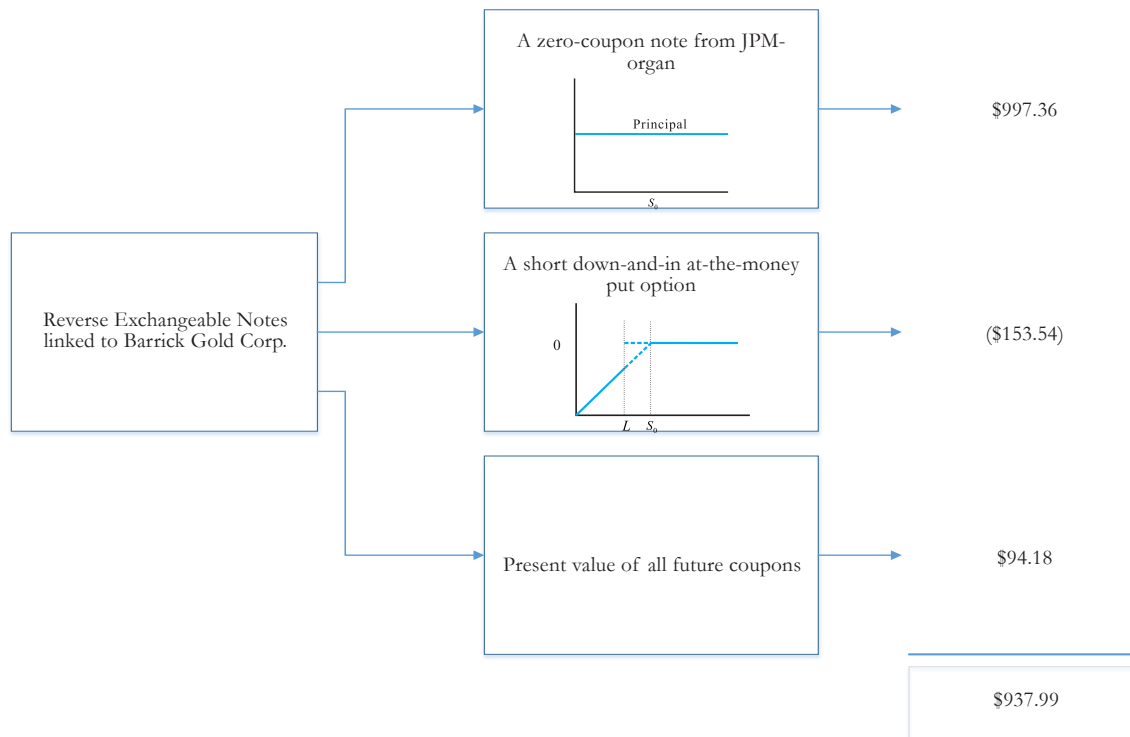 A zero-coupon note from JPM-
organ
Principal
S₀
$997.36
Reverse Exchangeable Notes
linked to Barrick Gold Corp.
A short down-and-in at-the-money
put option
0
L S₀
($153.54)
Present value of all future coupons
$94.18
$937.99